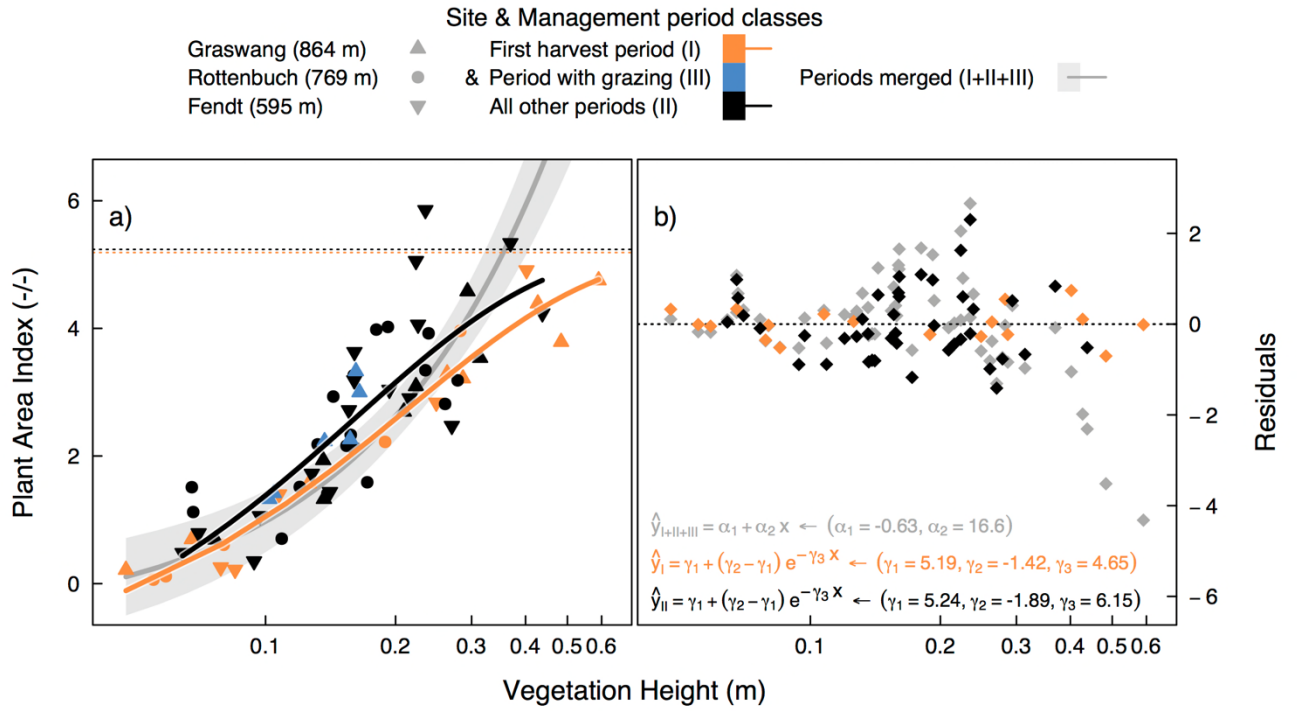 Site & Management period classes
Graswang (864 m) First harvest period (I)
Rottenbuch (769 m) & Period with grazing (III) Periods merged (I+II+III)
Fendt (595 m) All other periods (II)
a)
b)
Plant Area Index (-/-)
6
4
2
0
0.1 0.2 0.3 0.4 0.5 0.6
0.1 0.2 0.3 0.4 0.6
2
0
−2
−4
−6
Residuals
ŷI+II+III = α1 + α2 x ← (α1 = -0.63, α2 = 16.6)
ŷI = γ1 + (γ2 − γ1) e−γ3 x ← (γ1 = 5.19, γ2 = -1.42, γ3 = 4.65)
ŷII = γ1 + (γ2 − γ1) e−γ3 x ← (γ1 = 5.24, γ2 = -1.89, γ3 = 6.15)
Vegetation Height (m)